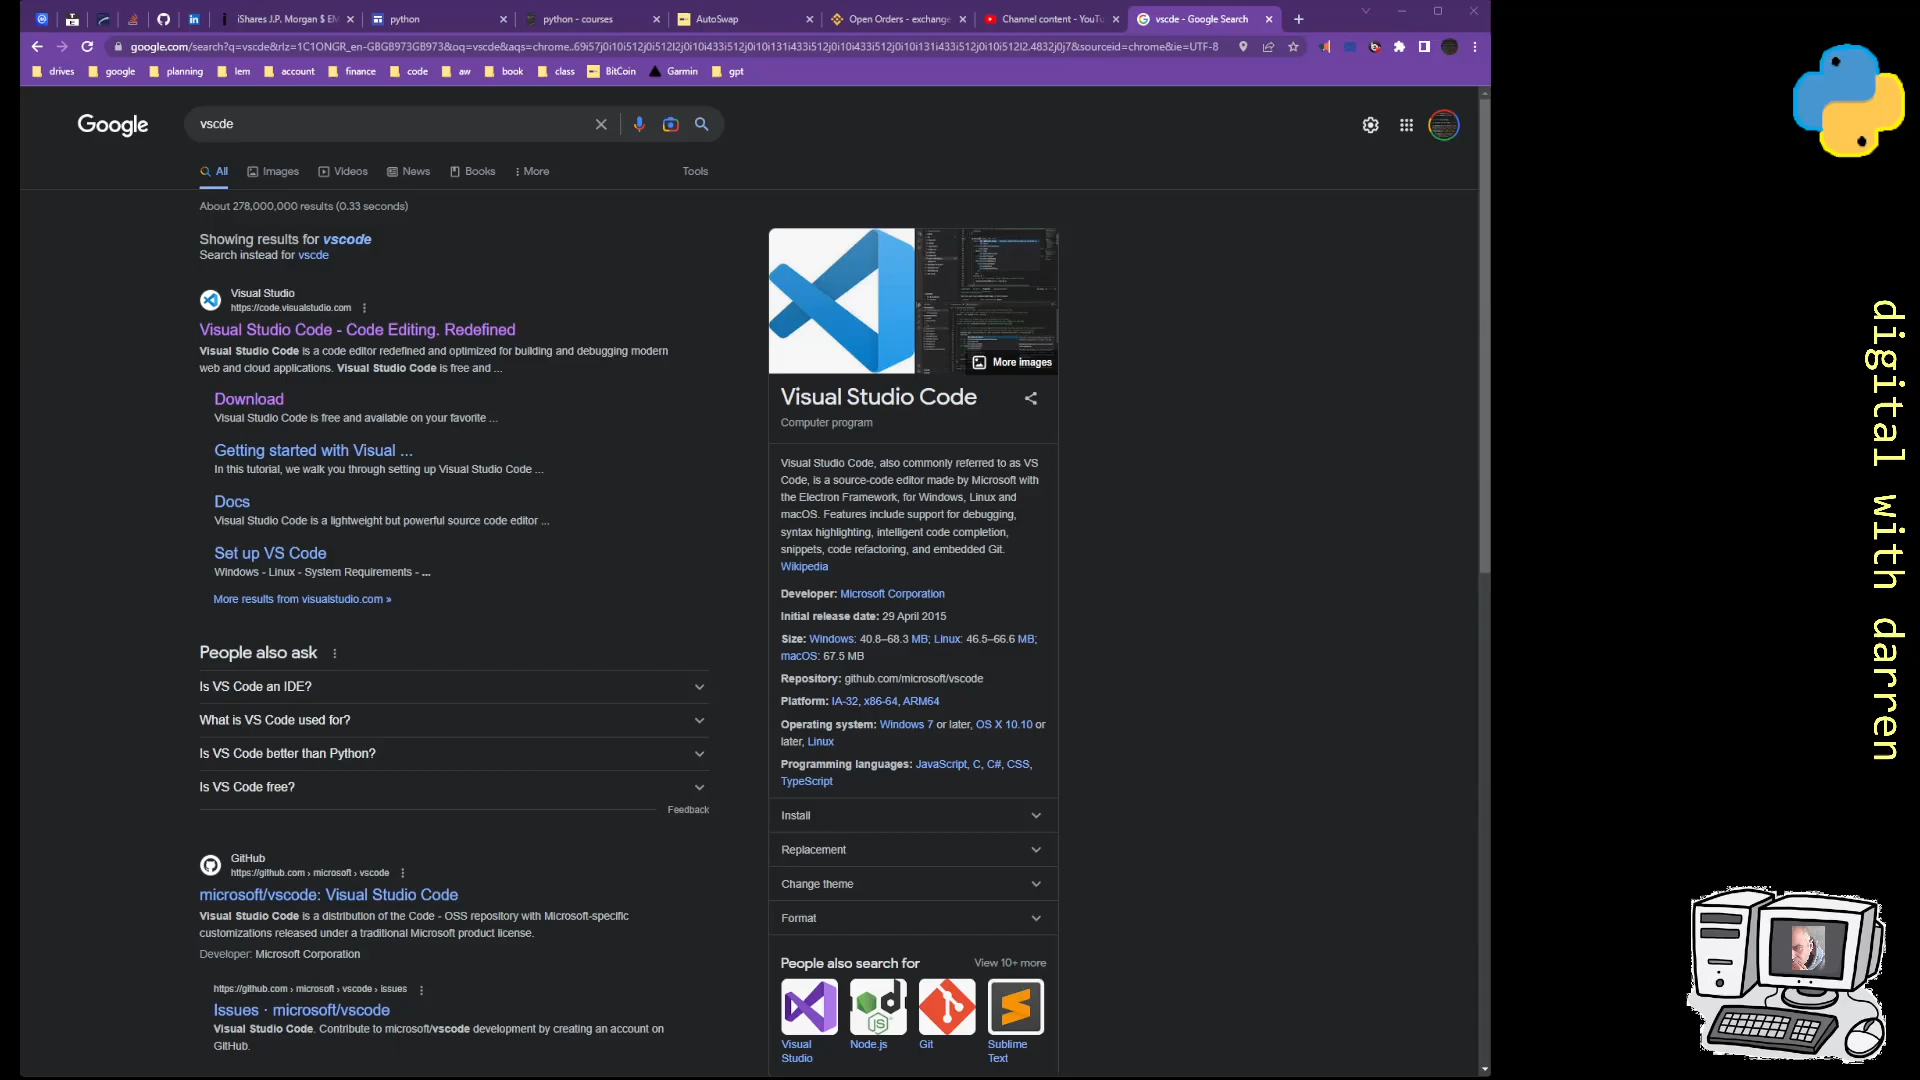 iShares J.P. Morgan $ EM
python
python - courses
AutoSwap
Open Orders - exchange
Channel content - YouTu
vscde - Google Search
google.com/search?q=vscde&rlz=1C1ONGR_en-GBGB973GB973&oq=vscde&aqs=chrome..69i57j0i10i512j0i512l2j0i10i433i512j0i10i131i433i512j0i10i433i512j0i10i131i433i512j0i10i512l2.4832j0j7&sourceid=chrome&ie=UTF-8
drives
google
planning
lem
account
finance
code
aw
book
class
BitCoin
Garmin
gpt
Google
vscde
All
Images
Videos
News
Books
More
Tools
About 278,000,000 results (0.33 seconds)
Showing results for vscode
Search instead for vscde
Visual Studio
https://code.visualstudio.com
Visual Studio Code - Code Editing. Redefined
Visual Studio Code is a code editor redefined and optimized for building and debugging modern
web and cloud applications. Visual Studio Code is free and ...
Download
Visual Studio Code is free and available on your favorite ...
Getting started with Visual ...
In this tutorial, we walk you through setting up Visual Studio Code ...
Docs
Visual Studio Code is a lightweight but powerful source code editor ...
Set up VS Code
Windows - Linux - System Requirements - ...
More results from visualstudio.com »
People also ask
Is VS Code an IDE?
What is VS Code used for?
Is VS Code better than Python?
Is VS Code free?
Feedback
GitHub
https://github.com › microsoft › vscode
microsoft/vscode: Visual Studio Code
Visual Studio Code is a distribution of the Code - OSS repository with Microsoft-specific
customizations released under a traditional Microsoft product license.
Developer: Microsoft Corporation
https://github.com › microsoft › vscode › issues
Issues · microsoft/vscode
Visual Studio Code. Contribute to microsoft/vscode development by creating an account on
GitHub.
More images
Visual Studio Code
Computer program
Visual Studio Code, also commonly referred to as VS
Code, is a source-code editor made by Microsoft with
the Electron Framework, for Windows, Linux and
macOS. Features include support for debugging,
syntax highlighting, intelligent code completion,
snippets, code refactoring, and embedded Git.
Wikipedia
Developer: Microsoft Corporation
Initial release date: 29 April 2015
Size: Windows: 40.8–68.3 MB; Linux: 46.5–66.6 MB;
macOS: 67.5 MB
Repository: github.com/microsoft/vscode
Platform: IA-32, x86-64, ARM64
Operating system: Windows 7 or later, OS X 10.10 or
later, Linux
Programming languages: JavaScript, C, C#, CSS,
TypeScript
Install
Replacement
Change theme
Format
People also search for
View 10+ more
Visual
Studio
Node.js
Git
Sublime
Text
digital with darren